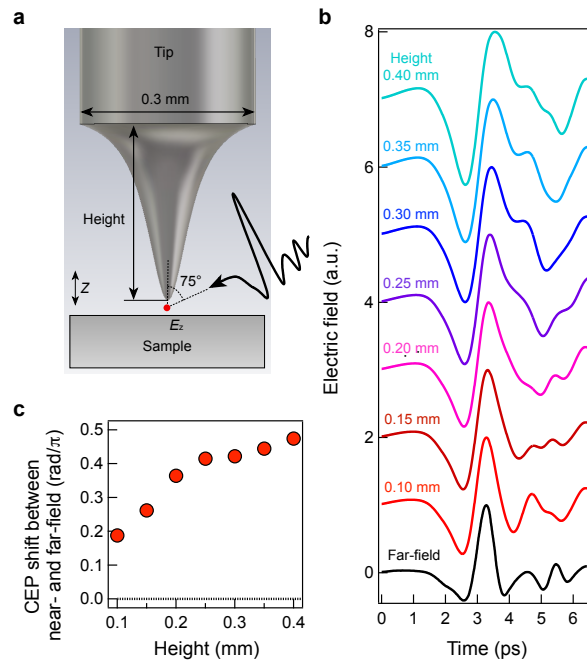 a
Tip
0.3 mm
Height
75°
Z
E_z
Sample
b
8
6
4
2
0
Electric field (a.u.)
Height
0.40 mm
0.35 mm
0.30 mm
0.25 mm
0.20 mm
0.15 mm
0.10 mm
Far-field
0 1 2 3 4 5 6
Time (ps)
c
0.5
0.4
0.3
0.2
0.1
0.0
CEP shift between
near- and far-field (rad/π)
0.1 0.2 0.3 0.4
Height (mm)